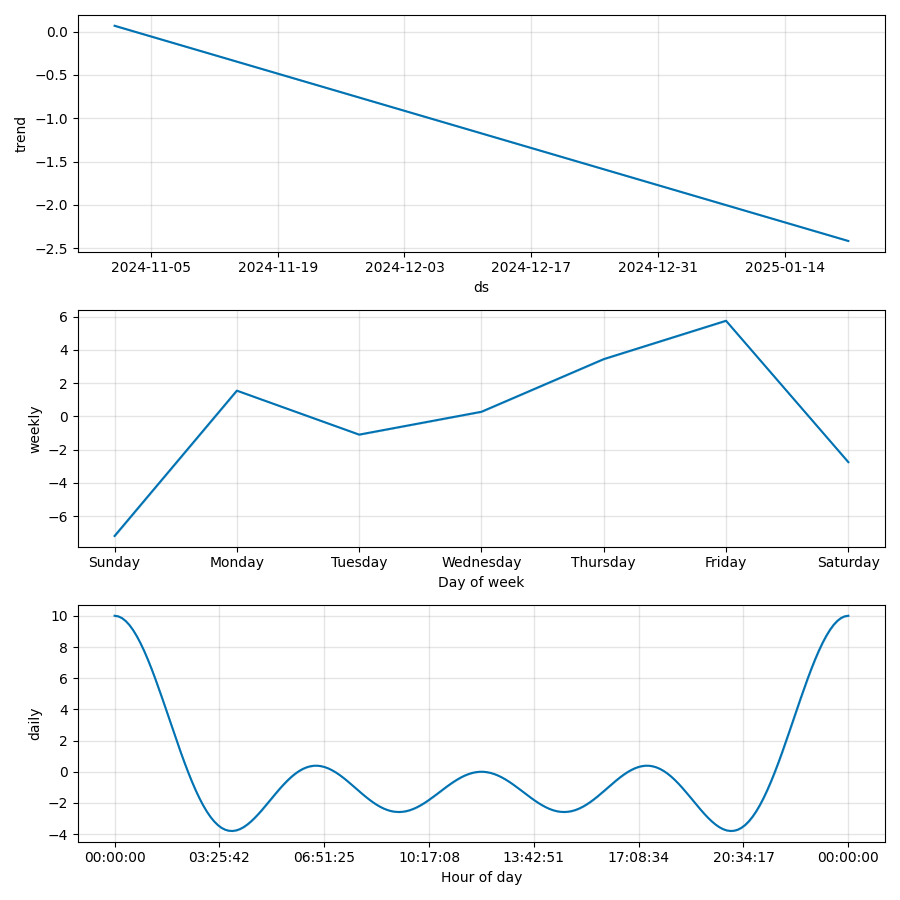 0.0
−0.5
−1.0
−1.5
−2.0
−2.5
trend
2024-11-05 2024-11-19 2024-12-03 2024-12-17 2024-12-31 2025-01-14
ds
6
4
2
0
−2
−4
−6
weekly
Sunday Monday Tuesday Wednesday Thursday Friday Saturday
Day of week
10
8
6
4
2
0
−2
−4
daily
00:00:00 03:25:42 06:51:25 10:17:08 13:42:51 17:08:34 20:34:17 00:00:00
Hour of day